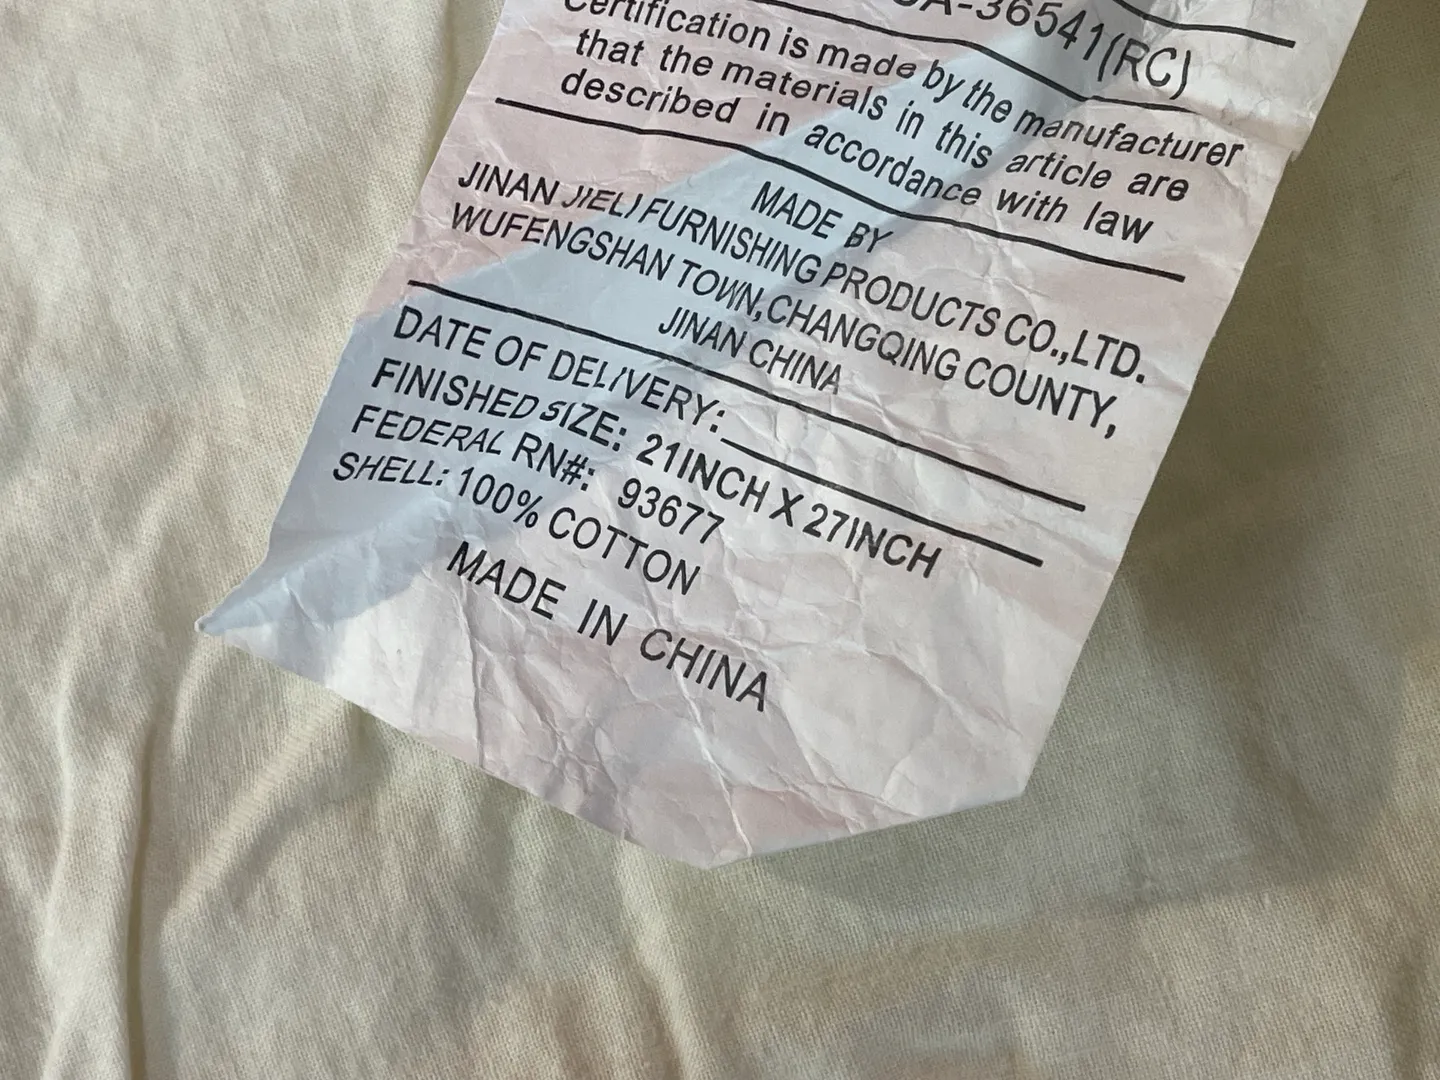 A-36541(RC)
Certification is made by the manufacturer
that the materials in this article are
described in accordance with law
MADE BY
JINAN JIELI FURNISHING PRODUCTS CO.,LTD.
WUFENGSHAN TOWN,CHANGQING COUNTY,
JINAN CHINA
DATE OF DELIVERY:
FINISHED SIZE: 21INCH X 27INCH
FEDERAL RN#: 93677
SHELL: 100% COTTON
MADE IN CHINA